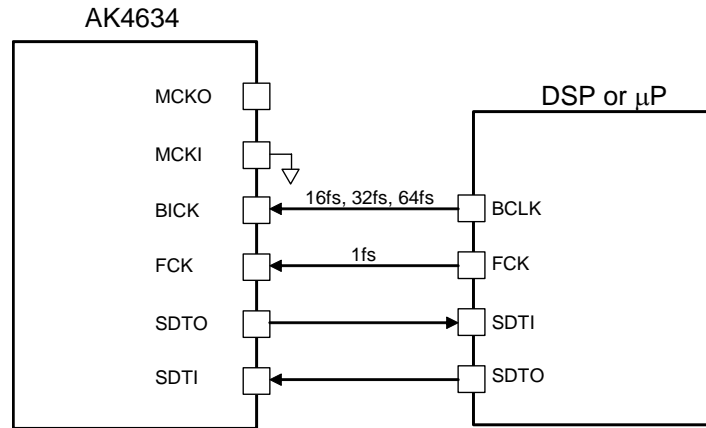 AK4634
DSP or μP
MCKO
MCKI
BICK
16fs, 32fs, 64fs
BCLK
FCK
1fs
FCK
SDTO
SDTI
SDTI
SDTO